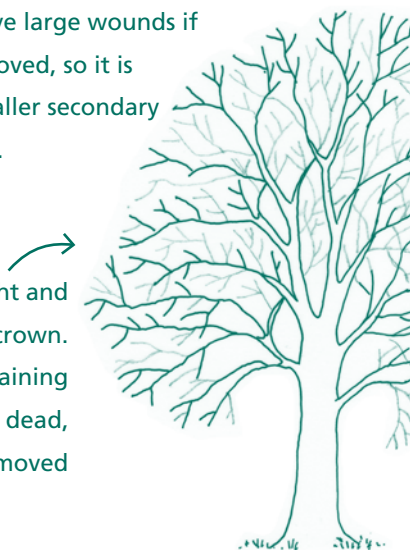 ve large wounds if
oved, so it is
aller secondary
.
nt and
crown.
aining
dead,
moved